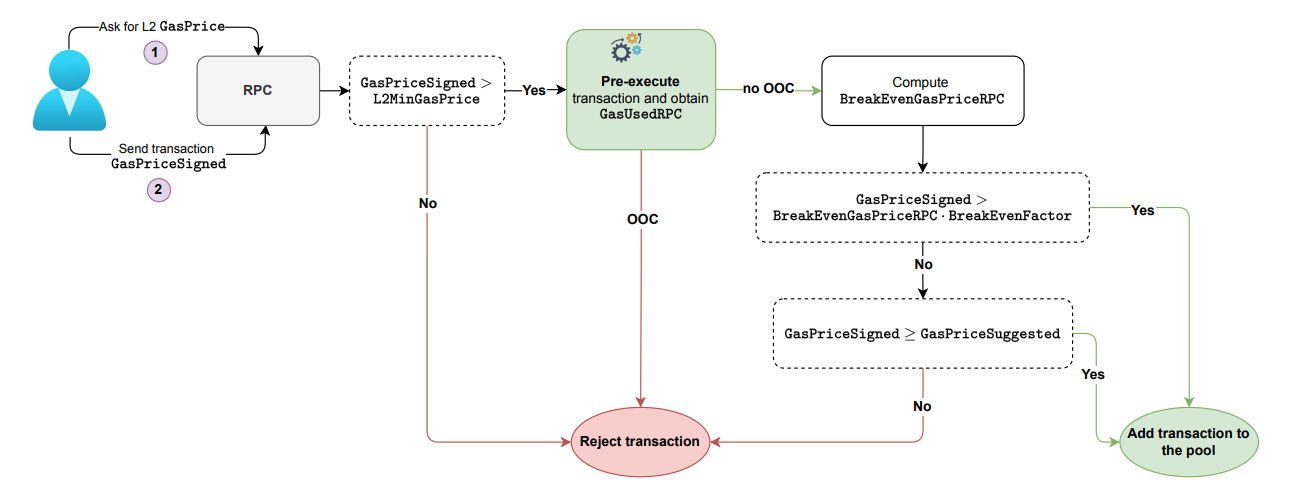 Ask for L2 GasPrice
1
RPC
Send transaction
GasPriceSigned
2
GasPriceSigned >
L2MinGasPrice
Yes
No
Pre-execute
transaction and obtain
GasUsedRPC
no OOC
OOC
Compute
BreakEvenGasPriceRPC
GasPriceSigned >
BreakEvenGasPriceRPC · BreakEvenFactor
Yes
No
GasPriceSigned ≥ GasPriceSuggested
Yes
No
Reject transaction
Add transaction to
the pool